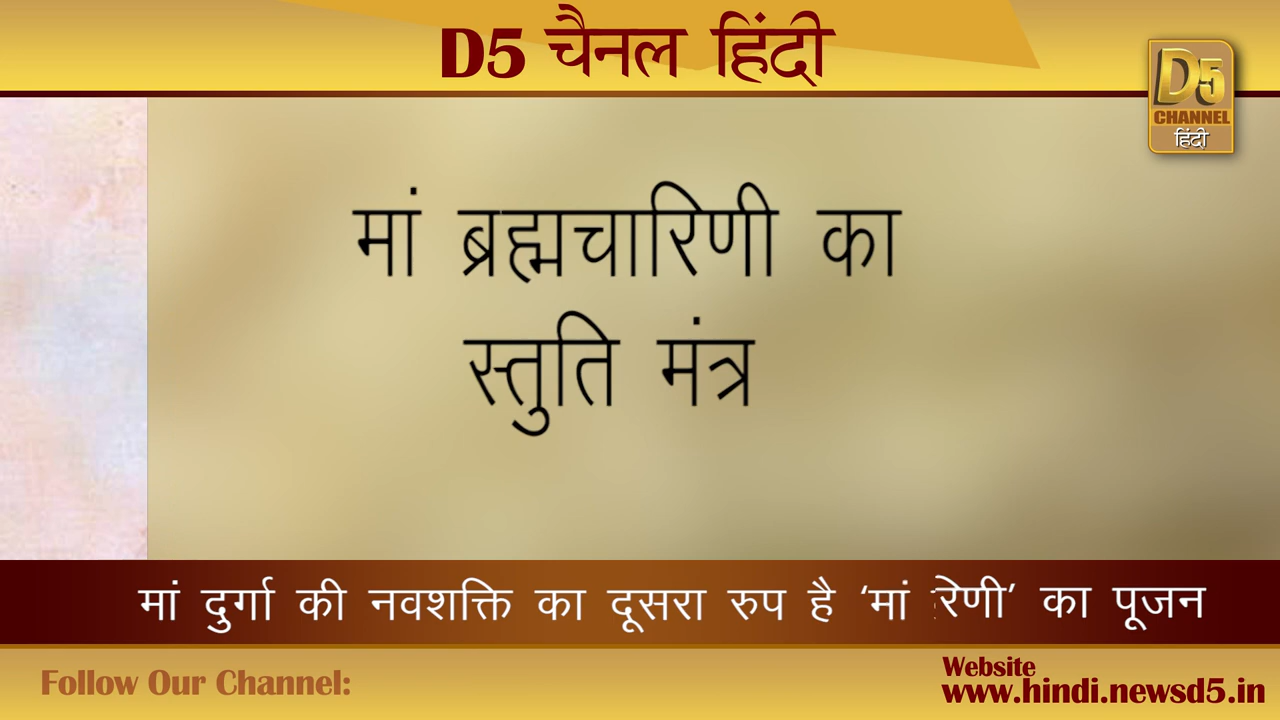 D5 चैनल हिंदी
D5
CHANNEL
हिंदी
मां ब्रह्मचारिणी का
स्तुति मंत्र
मां दुर्गा की नवशक्ति का दूसरा रुप है ‘मां का पूजन
Follow Our Channel:
Website
www.hindi.newsd5.in